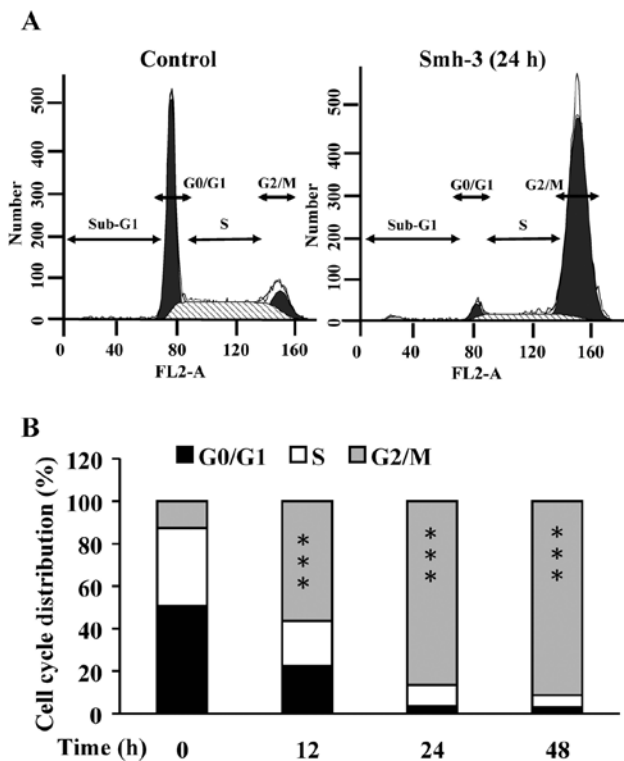 A
Control
Smh-3 (24 h)
Number
500
400
300
200
100
0
Sub-G1
G0/G1
S
G2/M
0 40 80 120 160
FL2-A
Number
500
400
300
200
100
0
Sub-G1
G0/G1
S
G2/M
0 40 80 120 160
FL2-A
B
G0/G1 S G2/M
Cell cycle distribution (%)
120
100
80
60
40
20
0
***
***
***
Time (h) 0 12 24 48